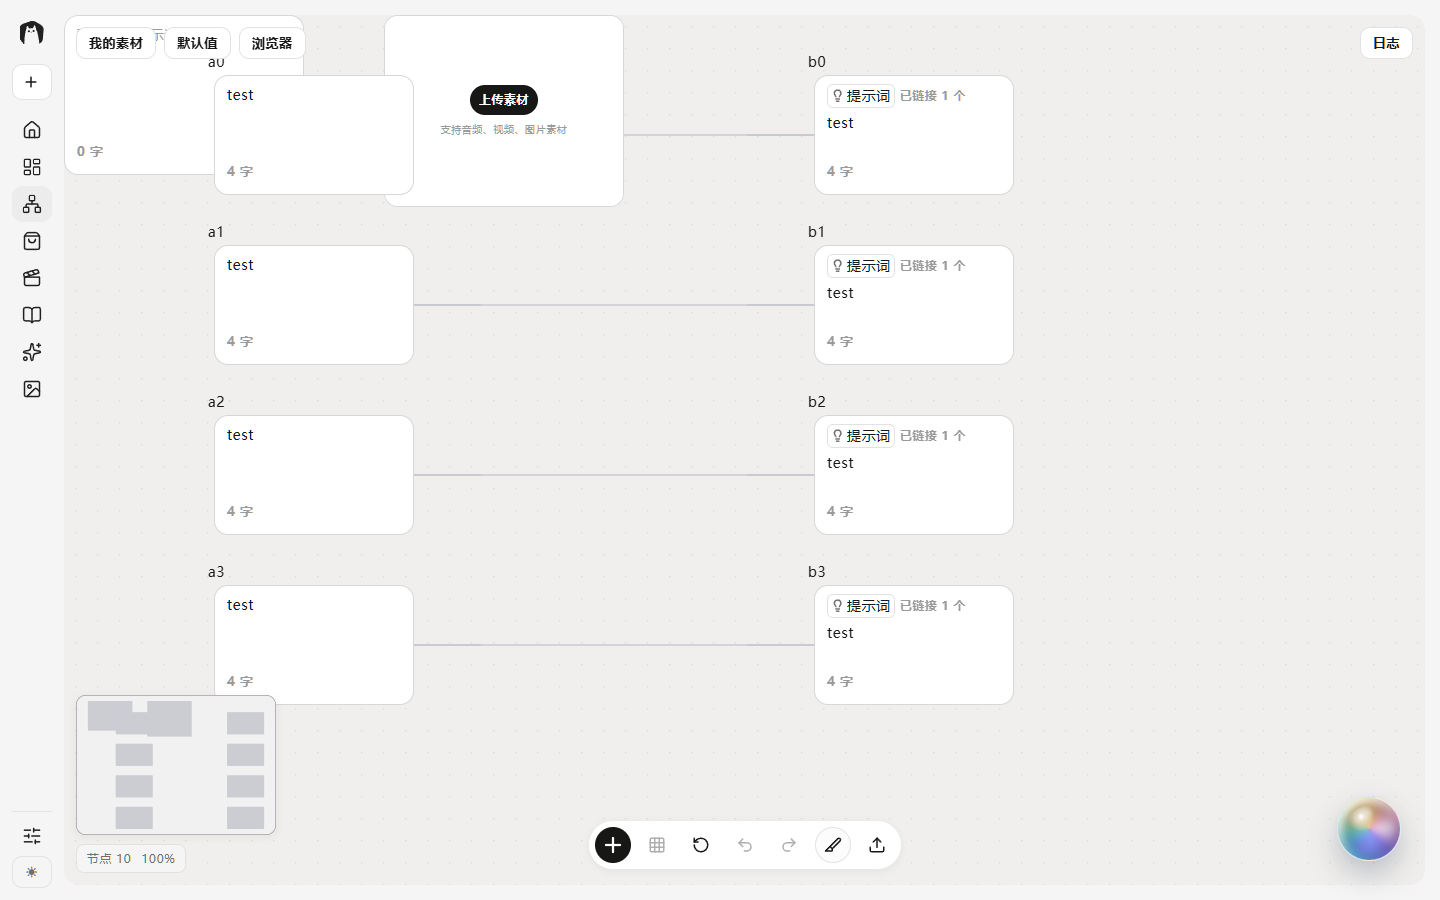 我的素材
默认值
浏览器
日志
示
0 字
上传素材
支持音频、视频、图片素材
a0
test
4 字
b0
提示词 已链接 1 个
test
4 字
a1
test
4 字
b1
提示词 已链接 1 个
test
4 字
a2
test
4 字
b2
提示词 已链接 1 个
test
4 字
a3
test
4 字
b3
提示词 已链接 1 个
test
4 字
节点 10 100%